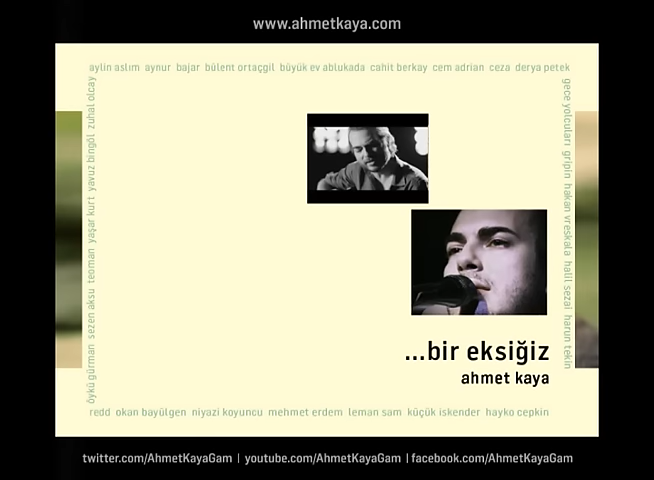 www.ahmetkaya.com
aylin aslım aynur bajar bülent ortaçgil büyük ev ablukada cahit berkay cem adrian ceza derya petek
gece yolcuları gripin hakan vreskala halil sezai harun tekin
öykü gürman sezen aksu teoman yaşar kurt yavuz bingöl zuhal olcay
...bir eksiğiz
ahmet kaya
redd okan bayülgen niyazi koyuncu mehmet erdem leman sam küçük iskender hayko cepkin
twitter.com/AhmetKayaGam | youtube.com/AhmetKayaGam | facebook.com/AhmetKayaGam